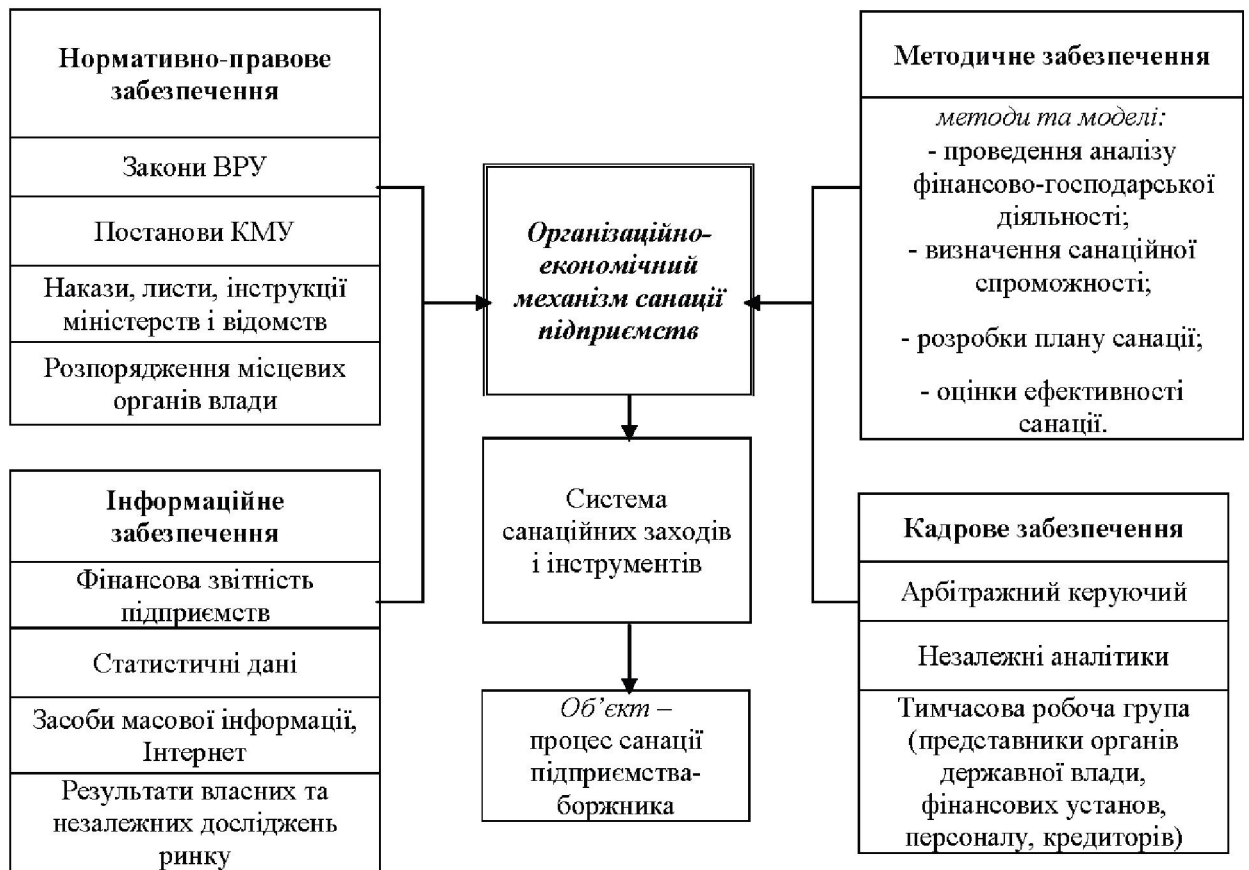 Нормативно-правове
забезпечення
Закони ВРУ
Постанови КМУ
Накази, листи, інструкції
міністерств і відомств
Розпорядження місцевих
органів влади
Інформаційне
забезпечення
Фінансова звітність
підприємств
Статистичні дані
Засоби масової інформації,
Інтернет
Результати власних та
незалежних досліджень
ринку
Організаційно-
економічний
механізм санації
підприємств
Система
санаційних заходів
і інструментів
Об’єкт –
процес санації
підприємства-
боржника
Методичне забезпечення
методи та моделі:
- проведення аналізу
фінансово-господарської
діяльності;
- визначення санаційної
спроможності;
- розробки плану санації;
- оцінки ефективності
санації.
Кадрове забезпечення
Арбітражний керуючий
Незалежні аналітики
Тимчасова робоча група
(представники органів
державної влади,
фінансових установ,
персоналу, кредиторів)